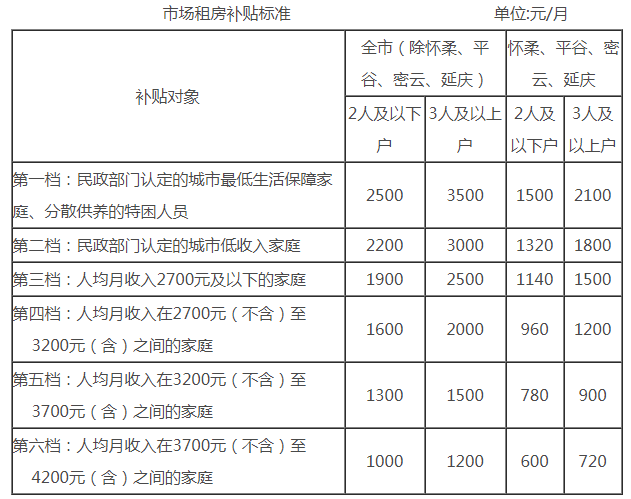 市场租房补贴标准 单位:元/月
补贴对象
全市（除怀柔、平
谷、密云、延庆）
怀柔、平谷、密
云、延庆
2人及以下
户
3人及以上
户
2人及
以下户
3人及
以上户
第一档：民政部门认定的城市最低生活保障家
庭、分散供养的特困人员
2500 3500 1500 2100
第二档：民政部门认定的城市低收入家庭 2200 3000 1320 1800
第三档：人均月收入2700元及以下的家庭 1900 2500 1140 1500
第四档：人均月收入在2700元（不含）至
3200元（含）之间的家庭
1600 2000 960 1200
第五档：人均月收入在3200元（不含）至
3700元（含）之间的家庭
1300 1500 780 900
第六档：人均月收入在3700元（不含）至
4200元（含）之间的家庭
1000 1200 600 720